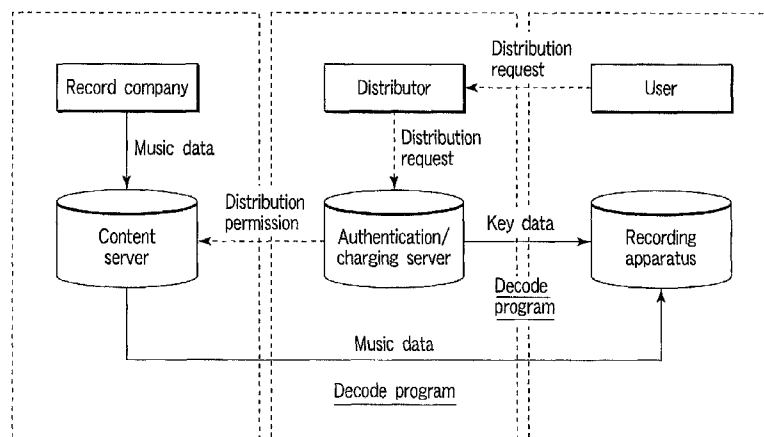 Distribution
request
Record company
Distributor
User
Music data
Distribution
request
Distribution
permission
Content
server
Authentication/
charging server
Key data
Recording
apparatus
Decode
program
Music data
Decode program